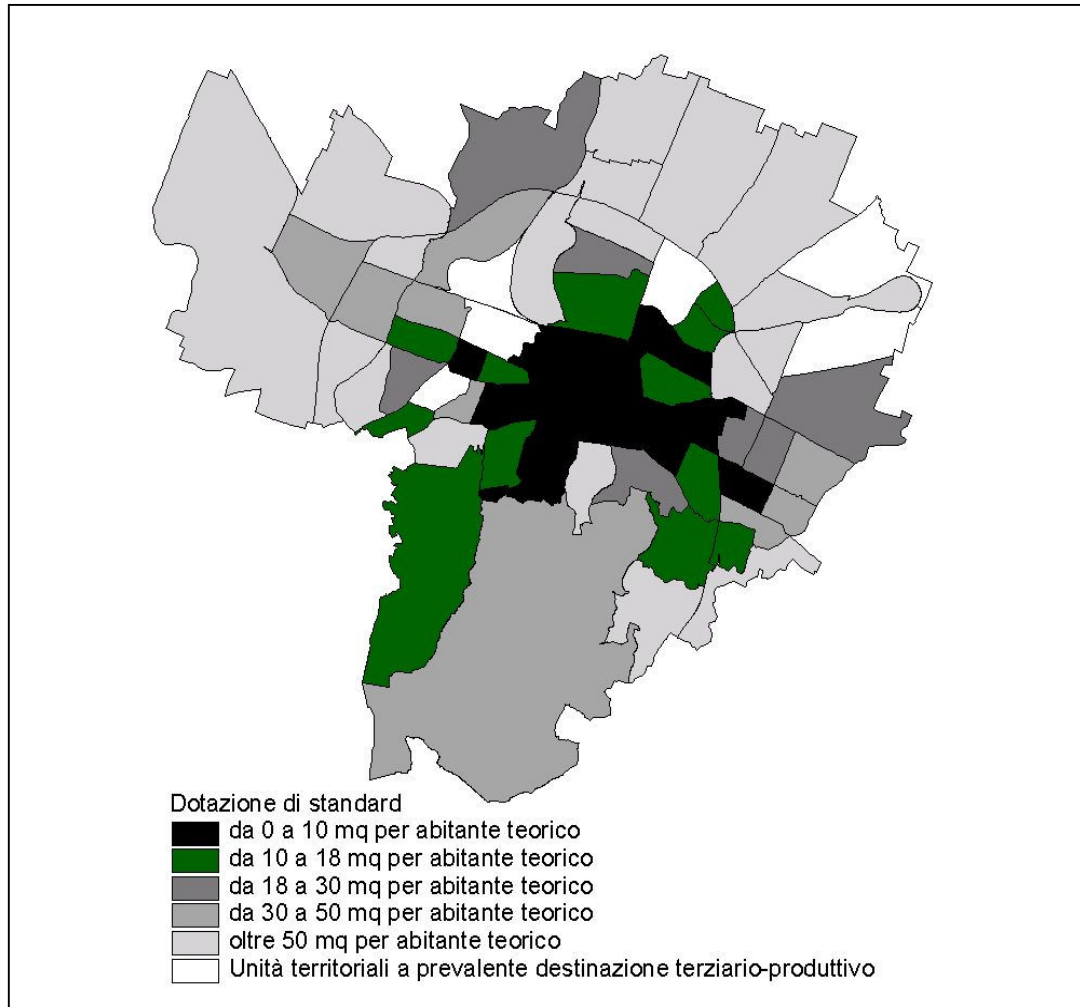 Dotazione di standard
da 0 a 10 mq per abitante teorico
da 10 a 18 mq per abitante teorico
da 18 a 30 mq per abitante teorico
da 30 a 50 mq per abitante teorico
oltre 50 mq per abitante teorico
Unità territoriali a prevalente destinazione terziario-produttivo